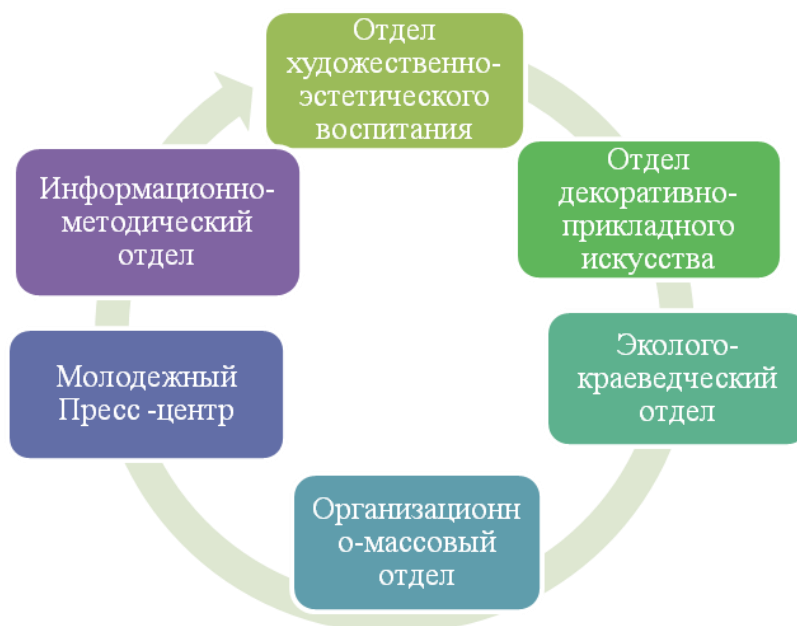 Отдел
художественно-
эстетического
воспитания
Отдел
декоративно-
прикладного
искусства
Эколого-
краеведческий
отдел
Организационн
о-массовый
отдел
Молодежный
Пресс -центр
Информационно-
методический
отдел